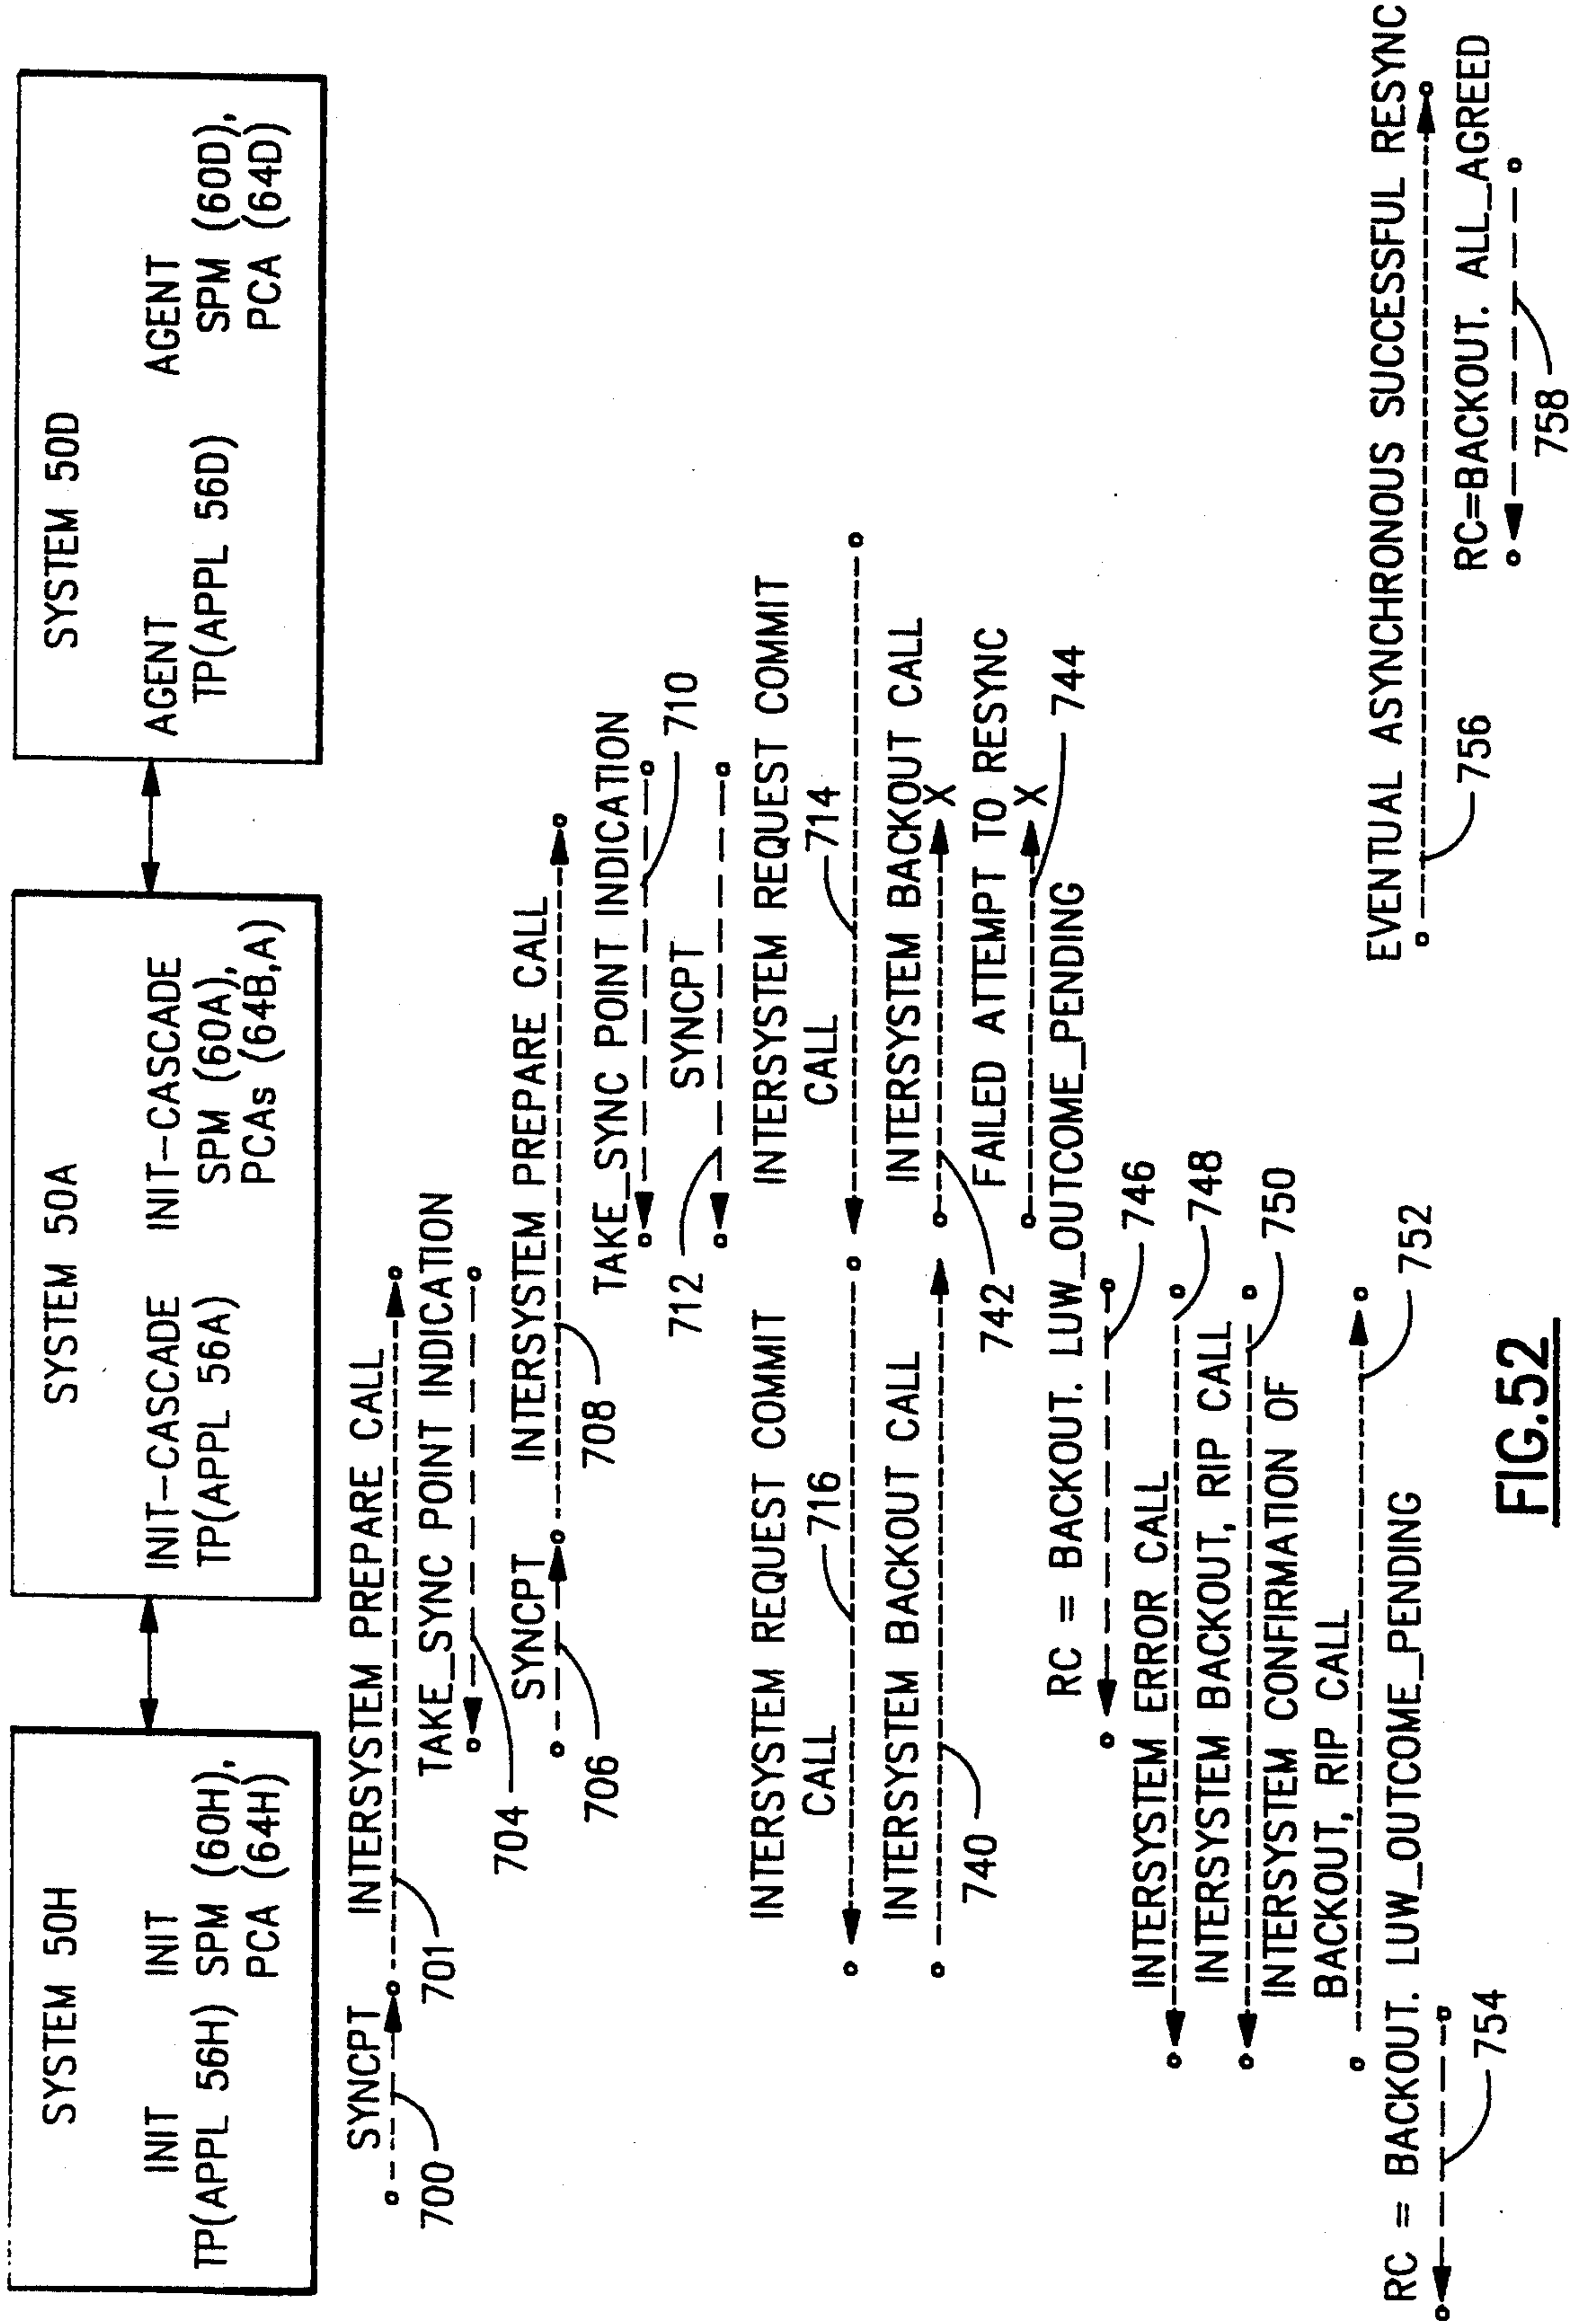 SYSTEM 50H
INIT INIT
TP(APPL 56H) SPM (60H),
PCA (64H)
SYSTEM 50A
INIT-CASCADE INIT-CASCADE
TP(APPL 56A) SPM (60A),
PCAs (64B,A)
SYSTEM 50D
AGENT AGENT
TP(APPL 56D) SPM (60D),
PCA (64D)
SYNCPT INTERSYSTEM PREPARE CALL
700 701
TAKE_SYNC POINT INDICATION
704
SYNCPT INTERSYSTEM PREPARE CALL
706 708
TAKE_SYNC POINT INDICATION
710
SYNCPT
712
INTERSYSTEM REQUEST COMMIT
CALL 714
INTERSYSTEM REQUEST COMMIT
CALL 716
INTERSYSTEM BACKOUT CALL
740
INTERSYSTEM BACKOUT CALL
X
742
FAILED ATTEMPT TO RESYNC
X
744
RC = BACKOUT. LUW_OUTCOME_PENDING
746
INTERSYSTEM ERROR CALL
748
INTERSYSTEM BACKOUT, RIP CALL
750
INTERSYSTEM CONFIRMATION OF
BACKOUT, RIP CALL
752
RC = BACKOUT. LUW_OUTCOME_PENDING
754
EVENTUAL ASYNCHRONOUS SUCCESSFUL RESYNC
756
RC=BACKOUT. ALL_AGREED
758
FIG.52